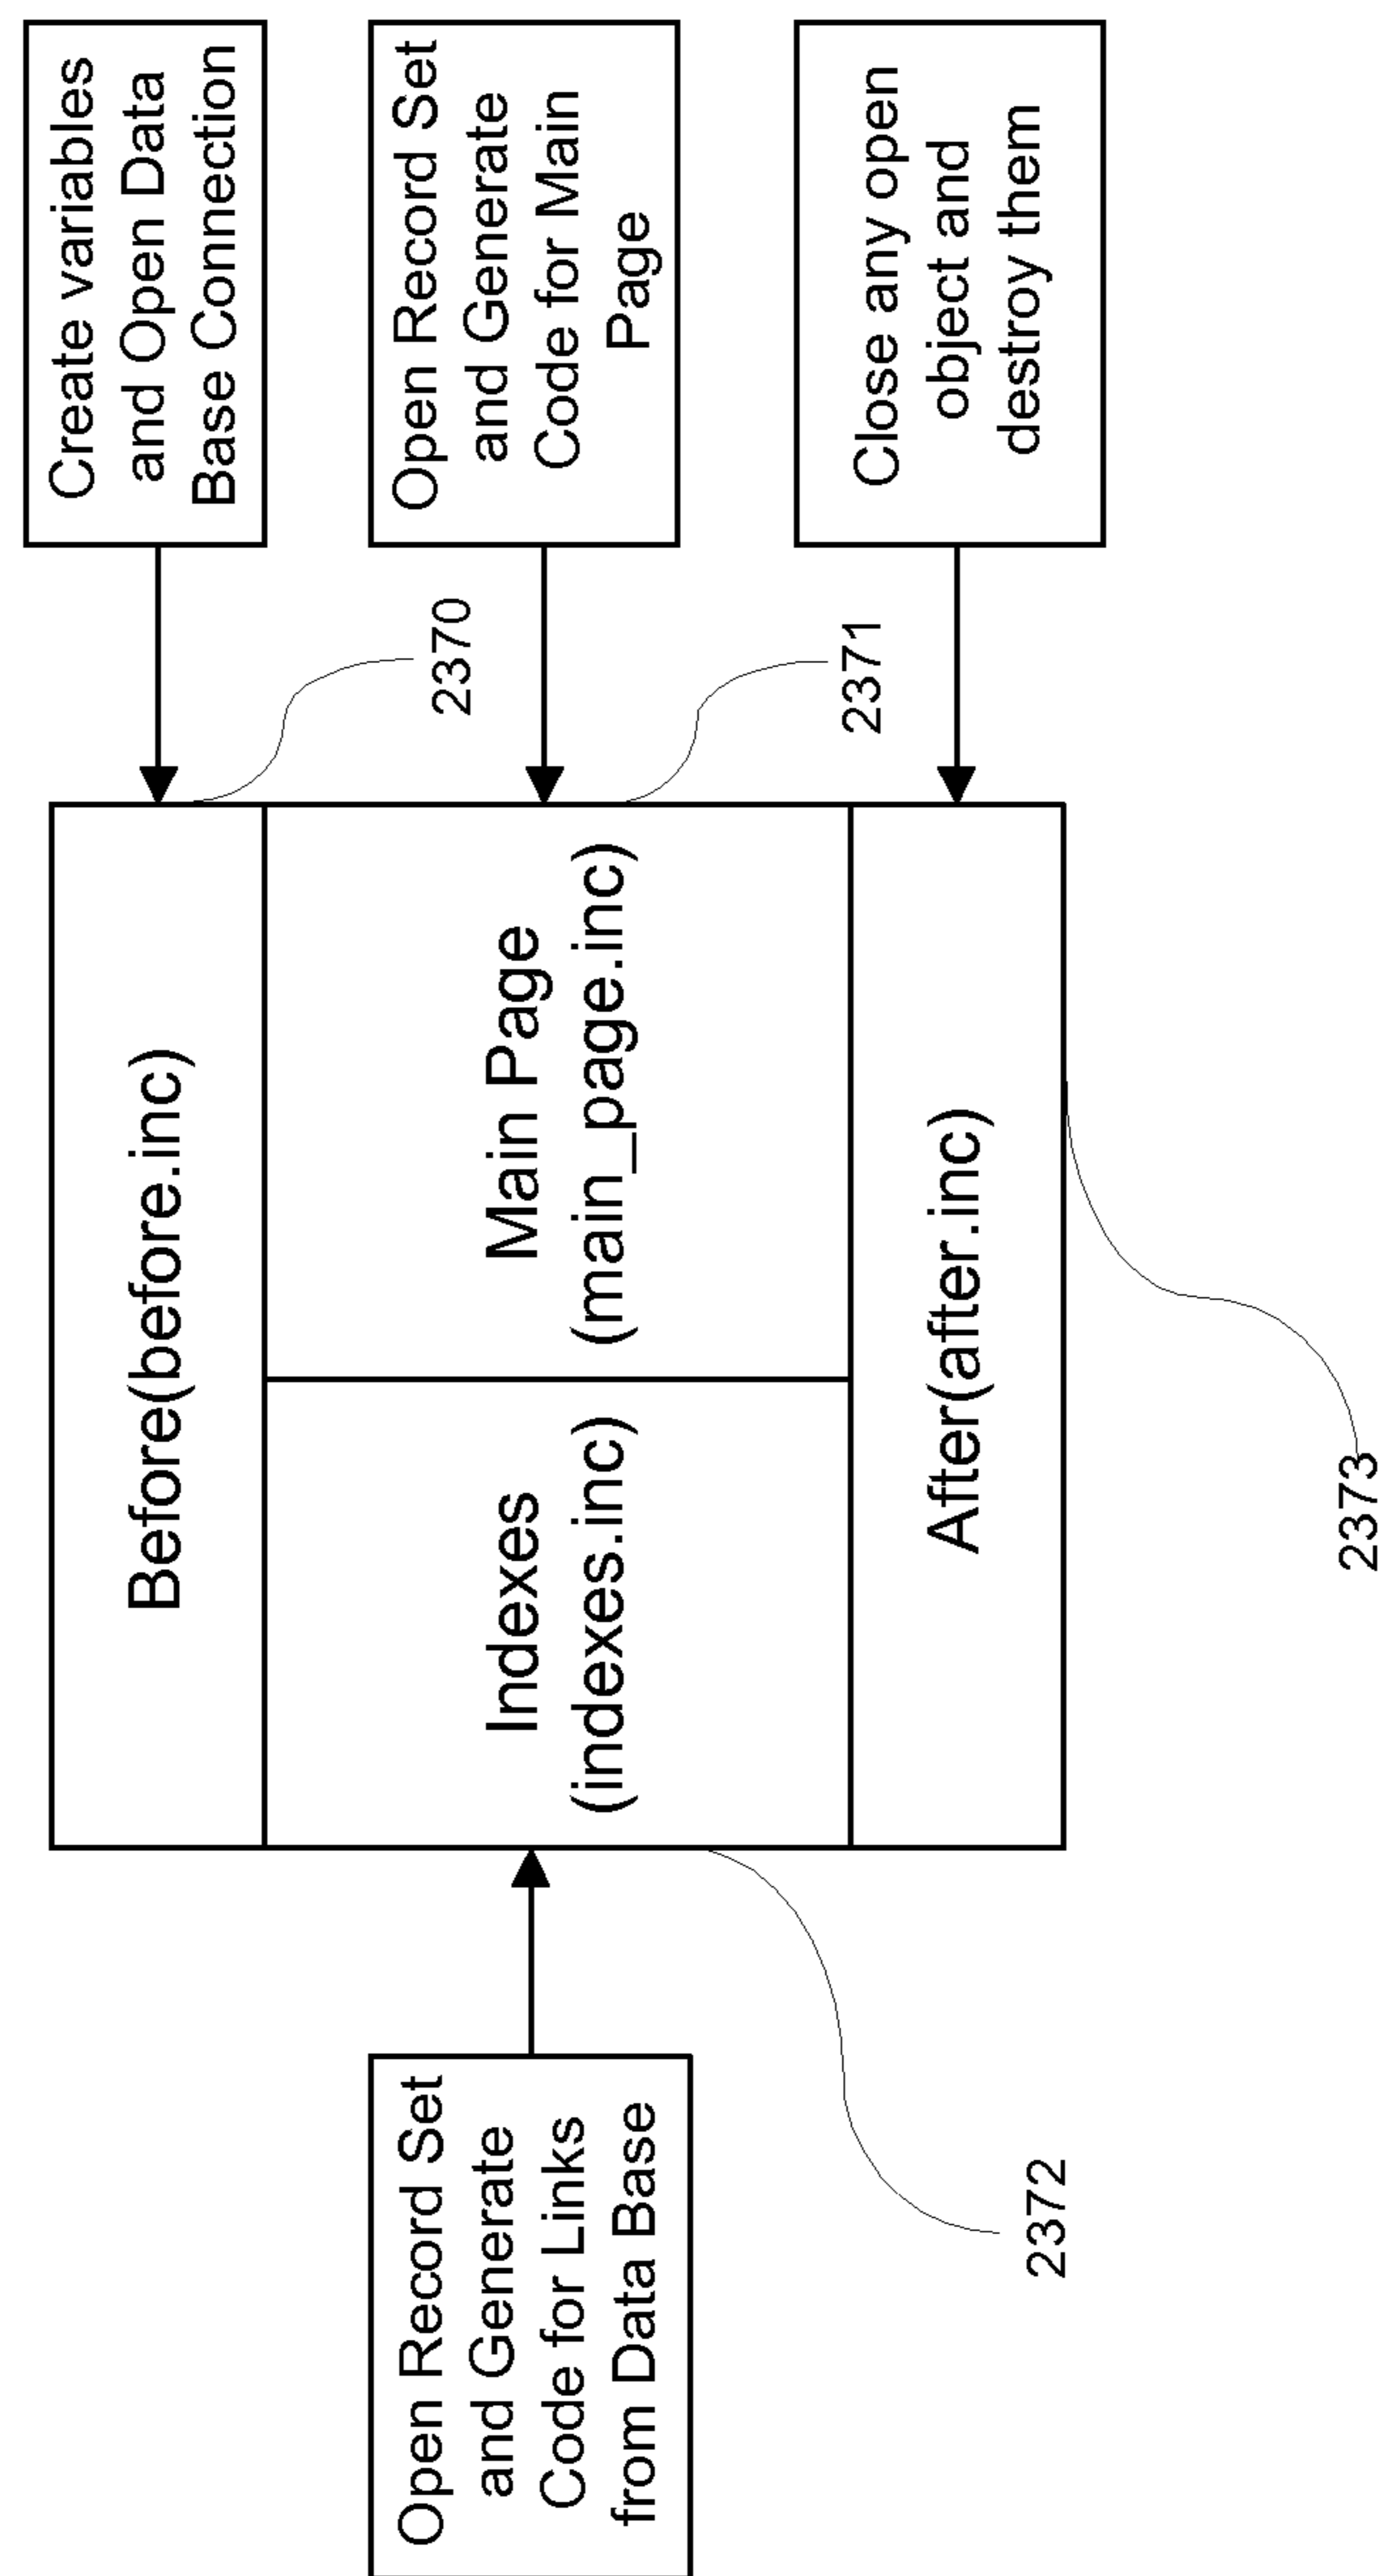 Create variables
and Open Data
Base Connection
Open Record Set
and Generate
Code for Main
Page
Close any open
object and
destroy them
2370
2371
Before(before.inc)
Main Page
(main_page.inc)
Indexes
(indexes.inc)
After(after.inc)
2373
Open Record Set
and Generate
Code for Links
from Data Base
2372